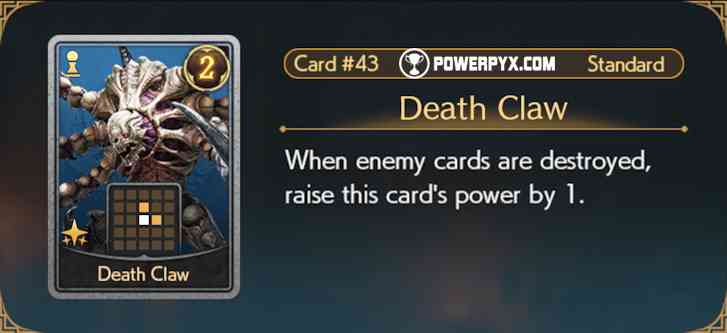 2
Death Claw
Card #43
POWERPYX.COM
Standard
Death Claw
When enemy cards are destroyed,
raise this card's power by 1.